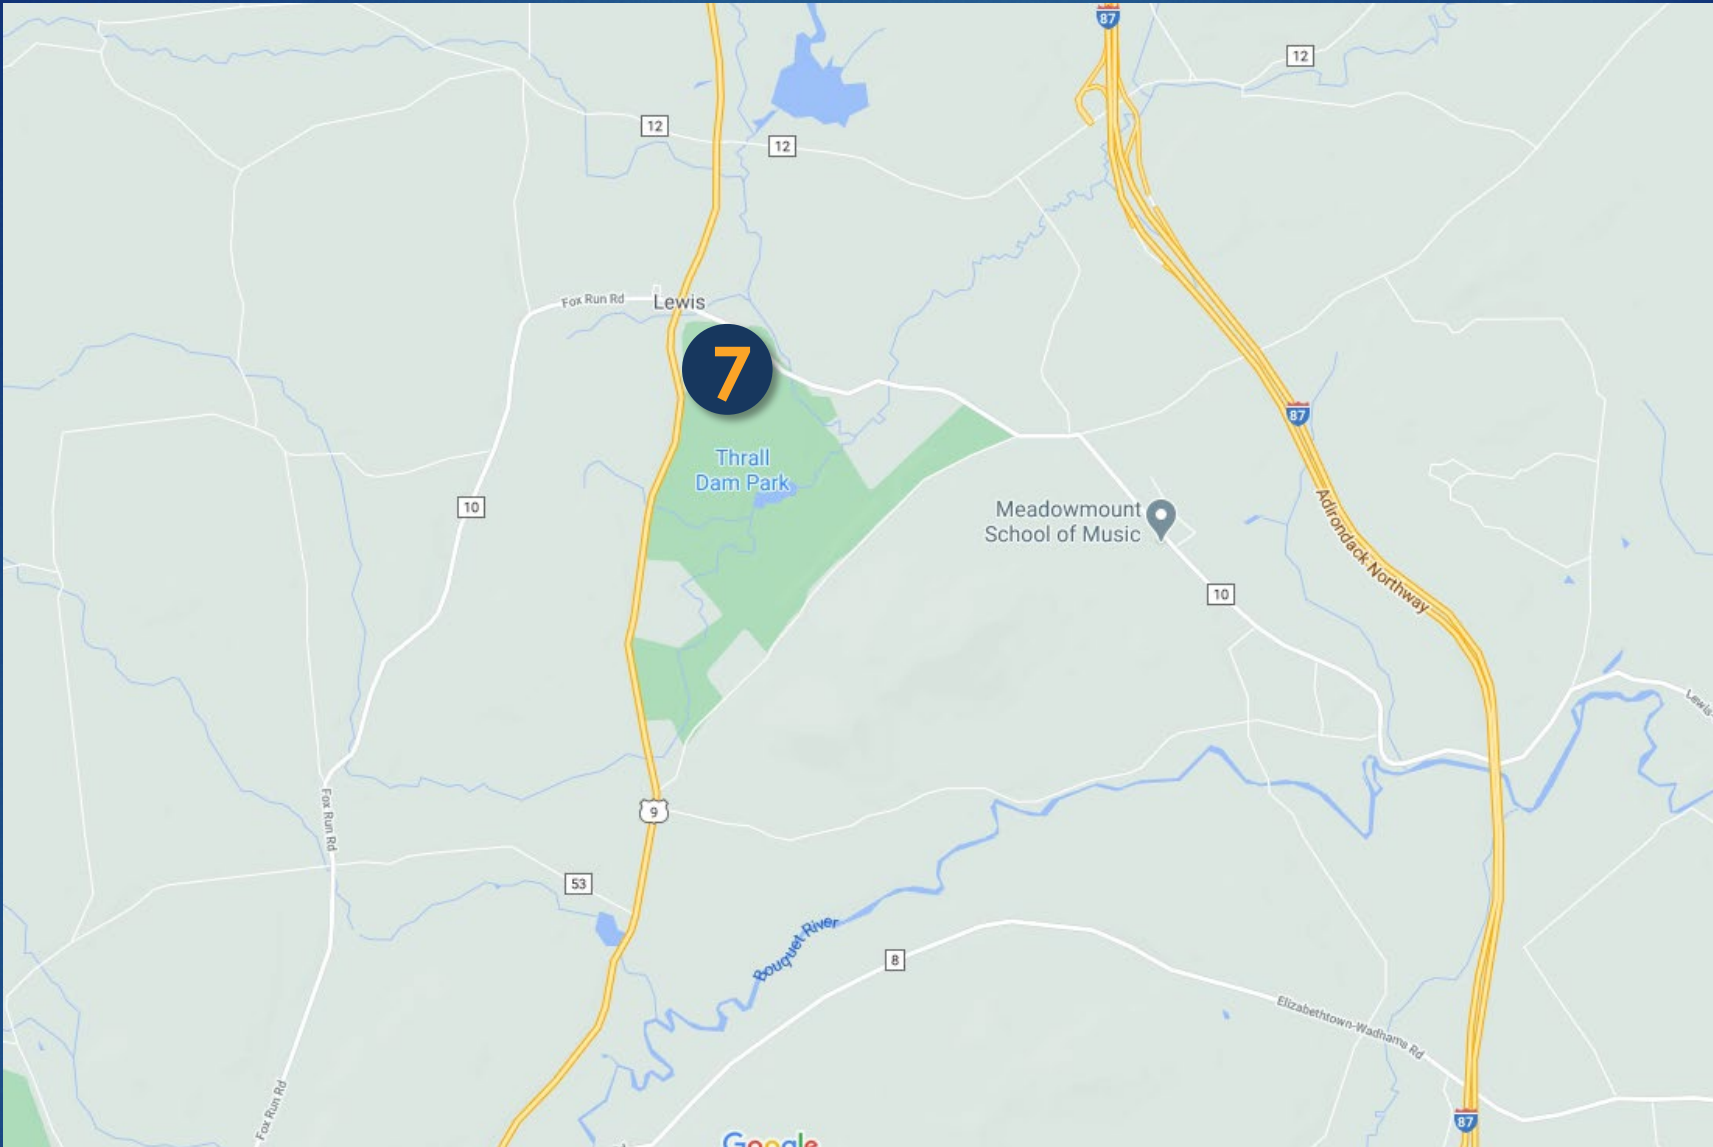 87
12
12
12
Fox Run Rd
Lewis
7
87
Thrall
Dam Park
10
Meadowmount
School of Music
Adirondack Northway
10
Lewis-
Fox Run Rd
9
53
Bouquet River
8
Elizabethtown-Wadhams Rd
Fox Run Rd
87
Google